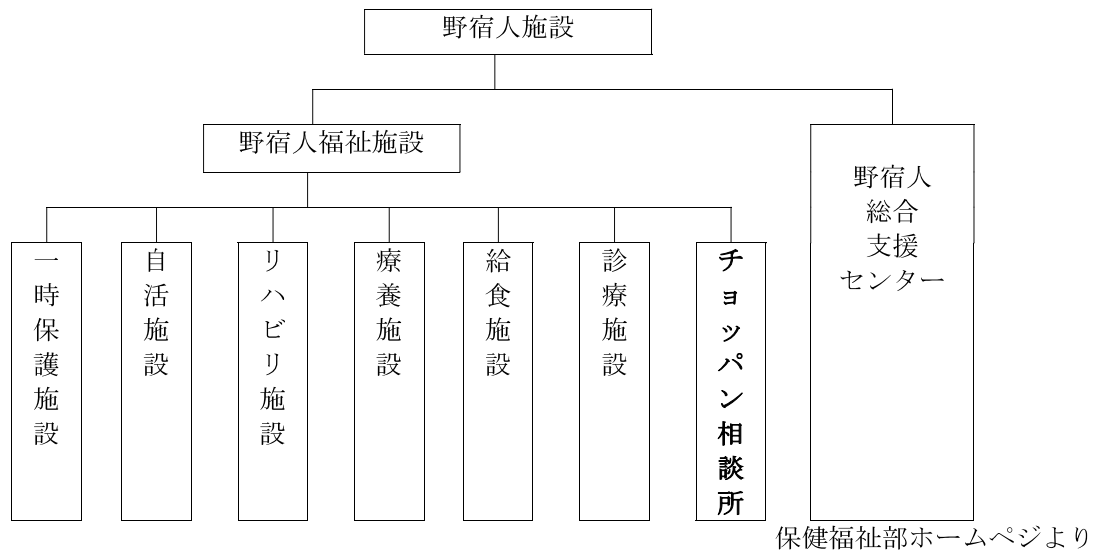 野宿人施設
野宿人福祉施設
野宿人
総合
支援
センター
一時保護施設
自活施設
リハビリ施設
療養施設
給食施設
診療施設
チョッパン相談所
保健福祉部ホームペジより